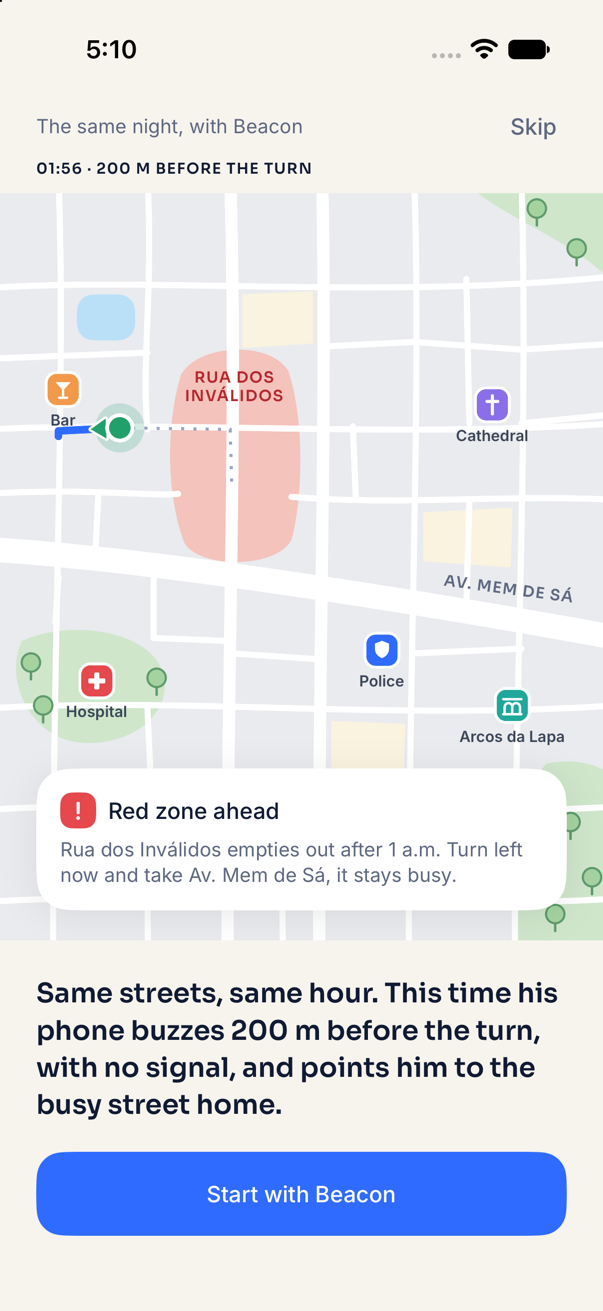 5:10
The same night, with Beacon
Skip
01:56 · 200 M BEFORE THE TURN
RUA DOS
INVÁLIDOS
Bar
Cathedral
AV. MEM DE SÁ
Police
Hospital
Arcos da Lapa
Red zone ahead
Rua dos Inválidos empties out after 1 a.m. Turn left
now and take Av. Mem de Sá, it stays busy.
Same streets, same hour. This time his
phone buzzes 200 m before the turn,
with no signal, and points him to the
busy street home.
Start with Beacon